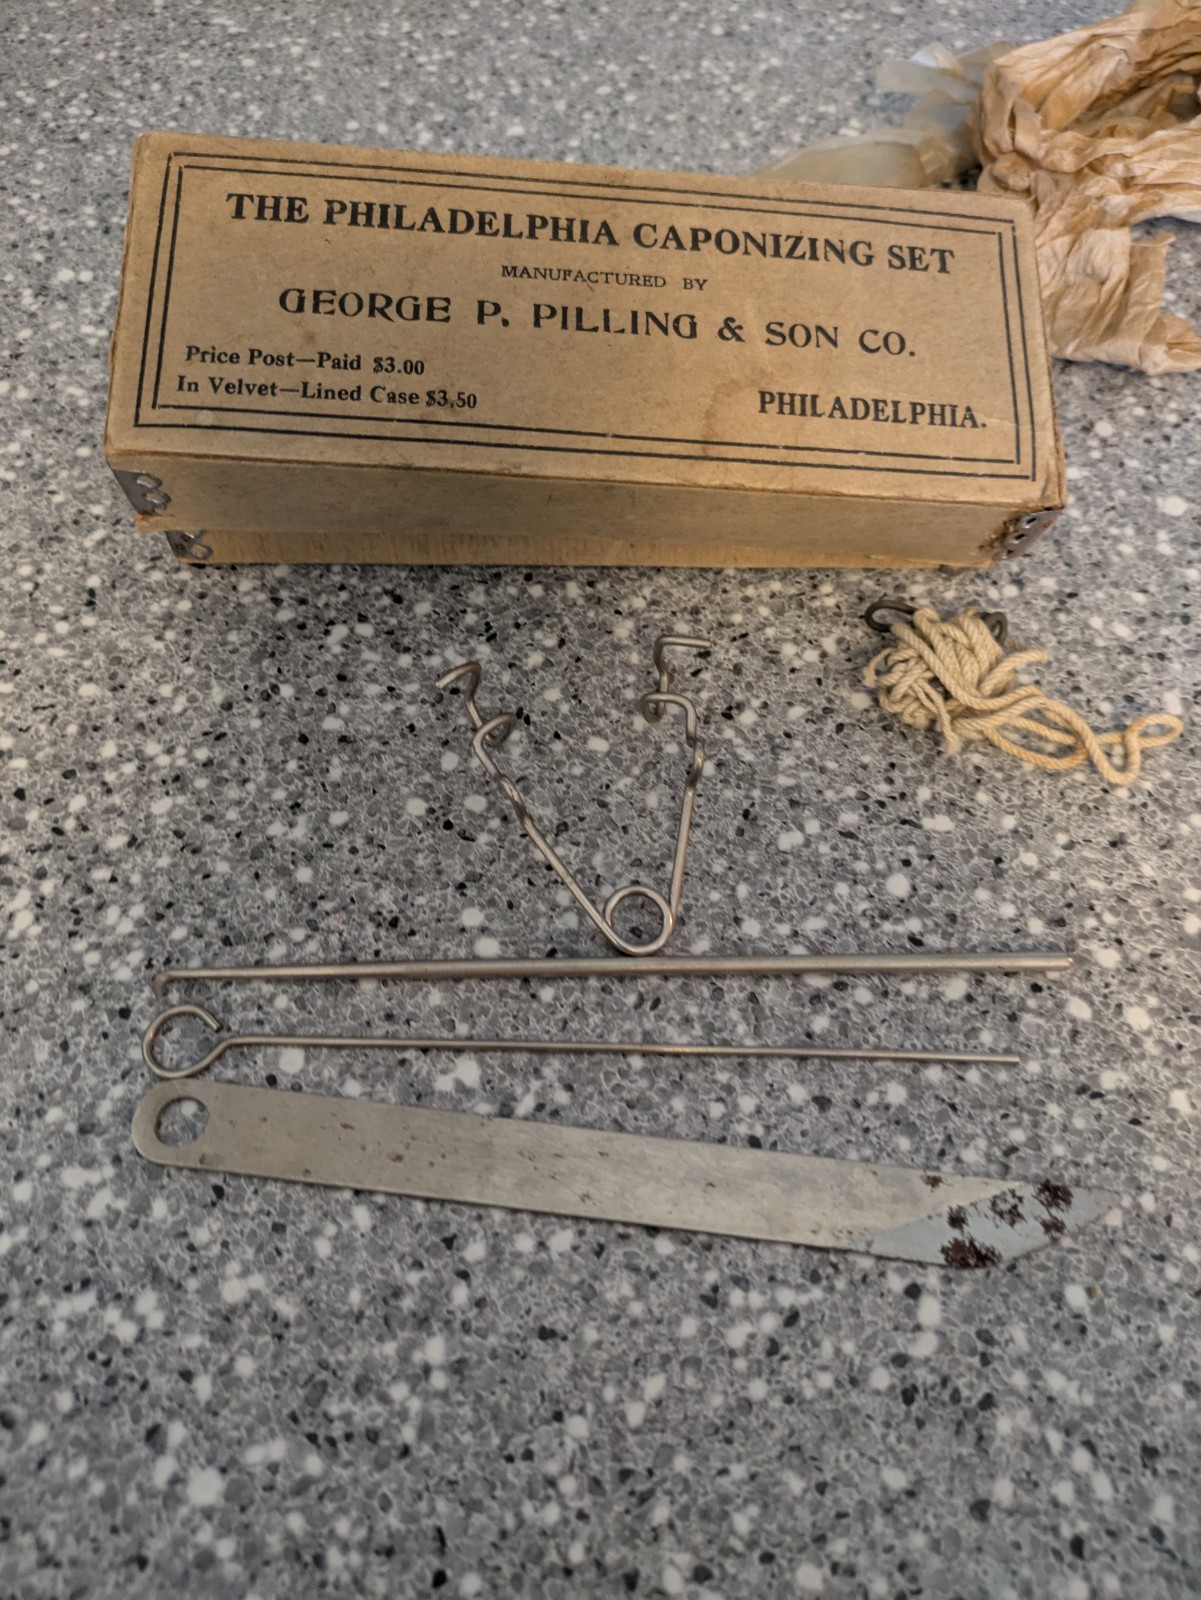 THE PHILADELPHIA CAPONIZING SET
MANUFACTURED BY
GEORGE P. PILLING & SON CO.
Price Post—Paid $3.00
In Velvet—Lined Case $3.50
PHILADELPHIA.